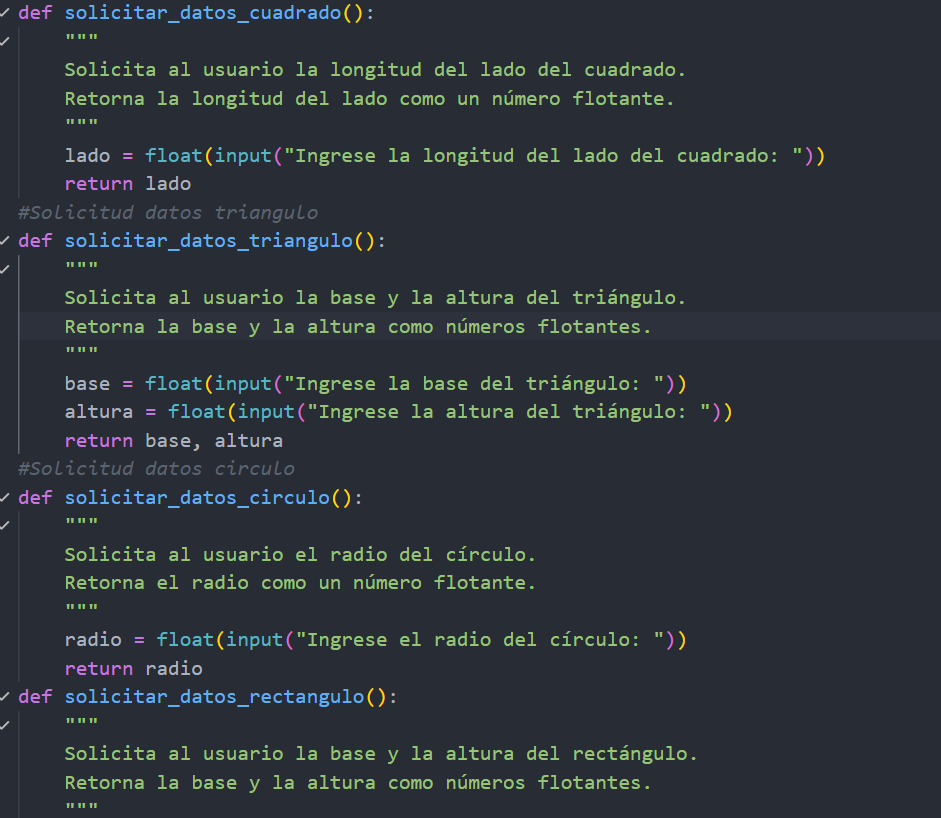 def solicitar_datos_cuadrado():
    """
    Solicita al usuario la longitud del lado del cuadrado.
    Retorna la longitud del lado como un número flotante.
    """
    lado = float(input("Ingrese la longitud del lado del cuadrado: "))
    return lado
#Solicitud datos triangulo
def solicitar_datos_triangulo():
    """
    Solicita al usuario la base y la altura del triángulo.
    Retorna la base y la altura como números flotantes.
    """
    base = float(input("Ingrese la base del triángulo: "))
    altura = float(input("Ingrese la altura del triángulo: "))
    return base, altura
#Solicitud datos circulo
def solicitar_datos_circulo():
    """
    Solicita al usuario el radio del círculo.
    Retorna el radio como un número flotante.
    """
    radio = float(input("Ingrese el radio del círculo: "))
    return radio
def solicitar_datos_rectangulo():
    """
    Solicita al usuario la base y la altura del rectángulo.
    Retorna la base y la altura como números flotantes.
    """